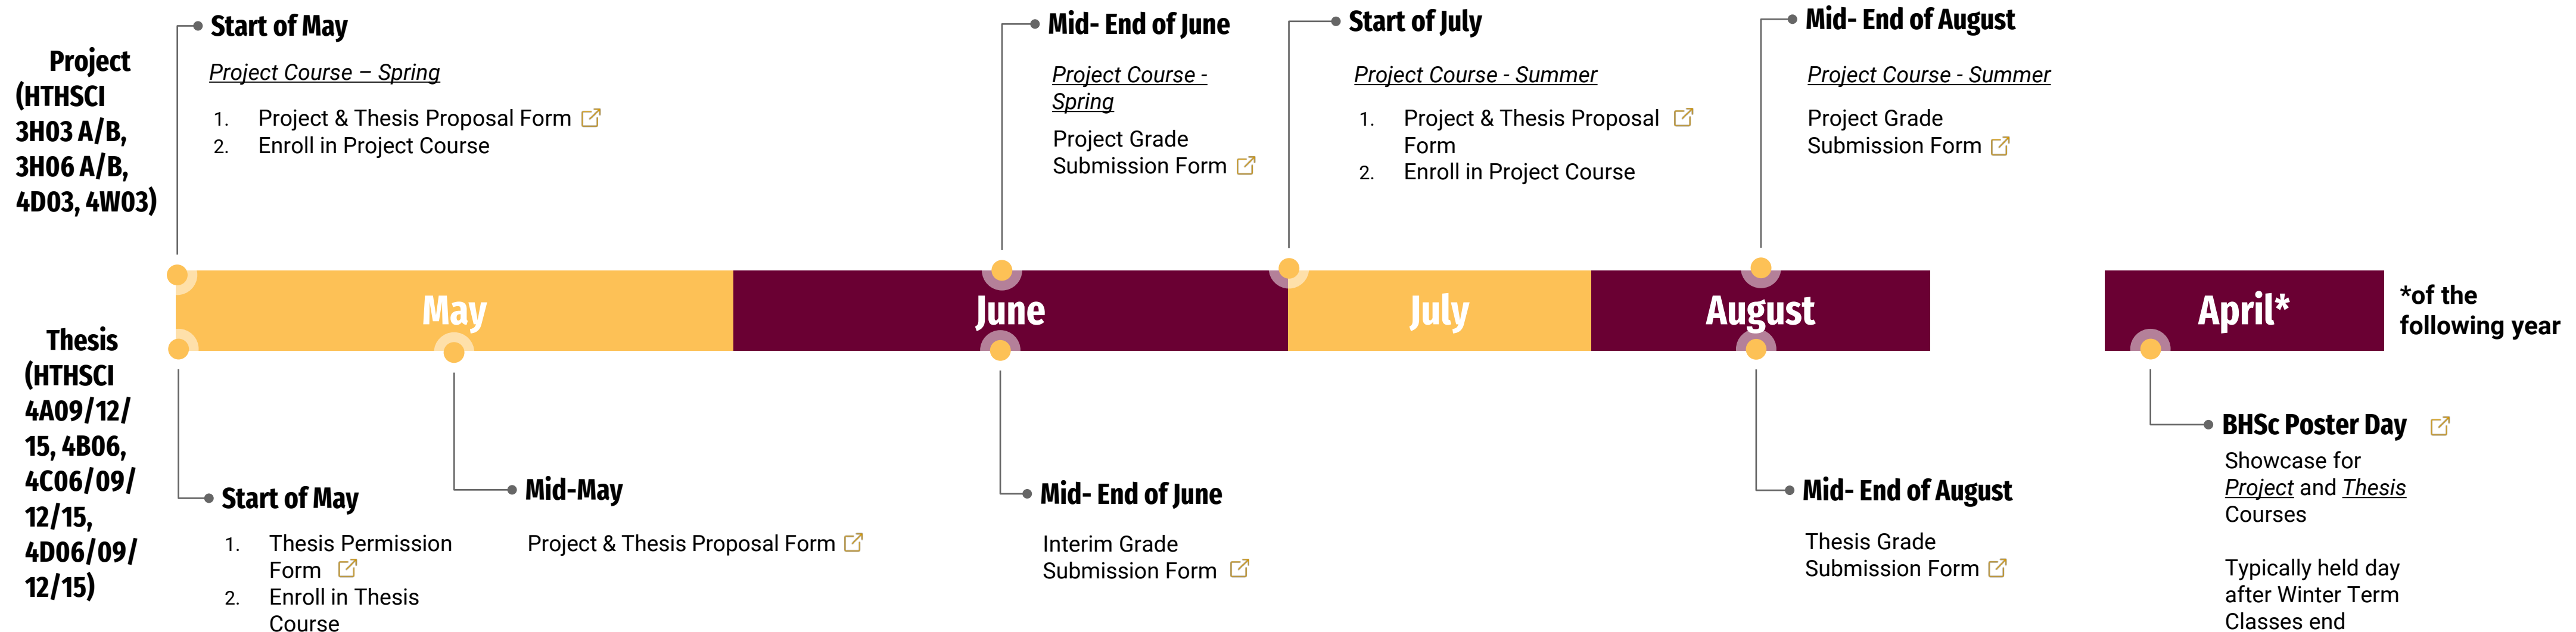 Project
(HTHSCI
3H03 A/B,
3H06 A/B,
4D03, 4W03)
Start of May
Project Course – Spring
1. Project & Thesis Proposal Form
2. Enroll in Project Course
Mid- End of June
Project Course -
Spring
Project Grade
Submission Form
Start of July
Project Course - Summer
1. Project & Thesis Proposal
Form
2. Enroll in Project Course
Mid- End of August
Project Course - Summer
Project Grade
Submission Form
May
June
July
August
April*
*of the
following year
Thesis
(HTHSCI
4A09/12/
15, 4B06,
4C06/09/
12/15,
4D06/09/
12/15)
Start of May
1. Thesis Permission
Form
2. Enroll in Thesis
Course
Mid-May
Project & Thesis Proposal Form
Mid- End of June
Interim Grade
Submission Form
Mid- End of August
Thesis Grade
Submission Form
BHSc Poster Day
Showcase for
Project and Thesis
Courses
Typically held day
after Winter Term
Classes end